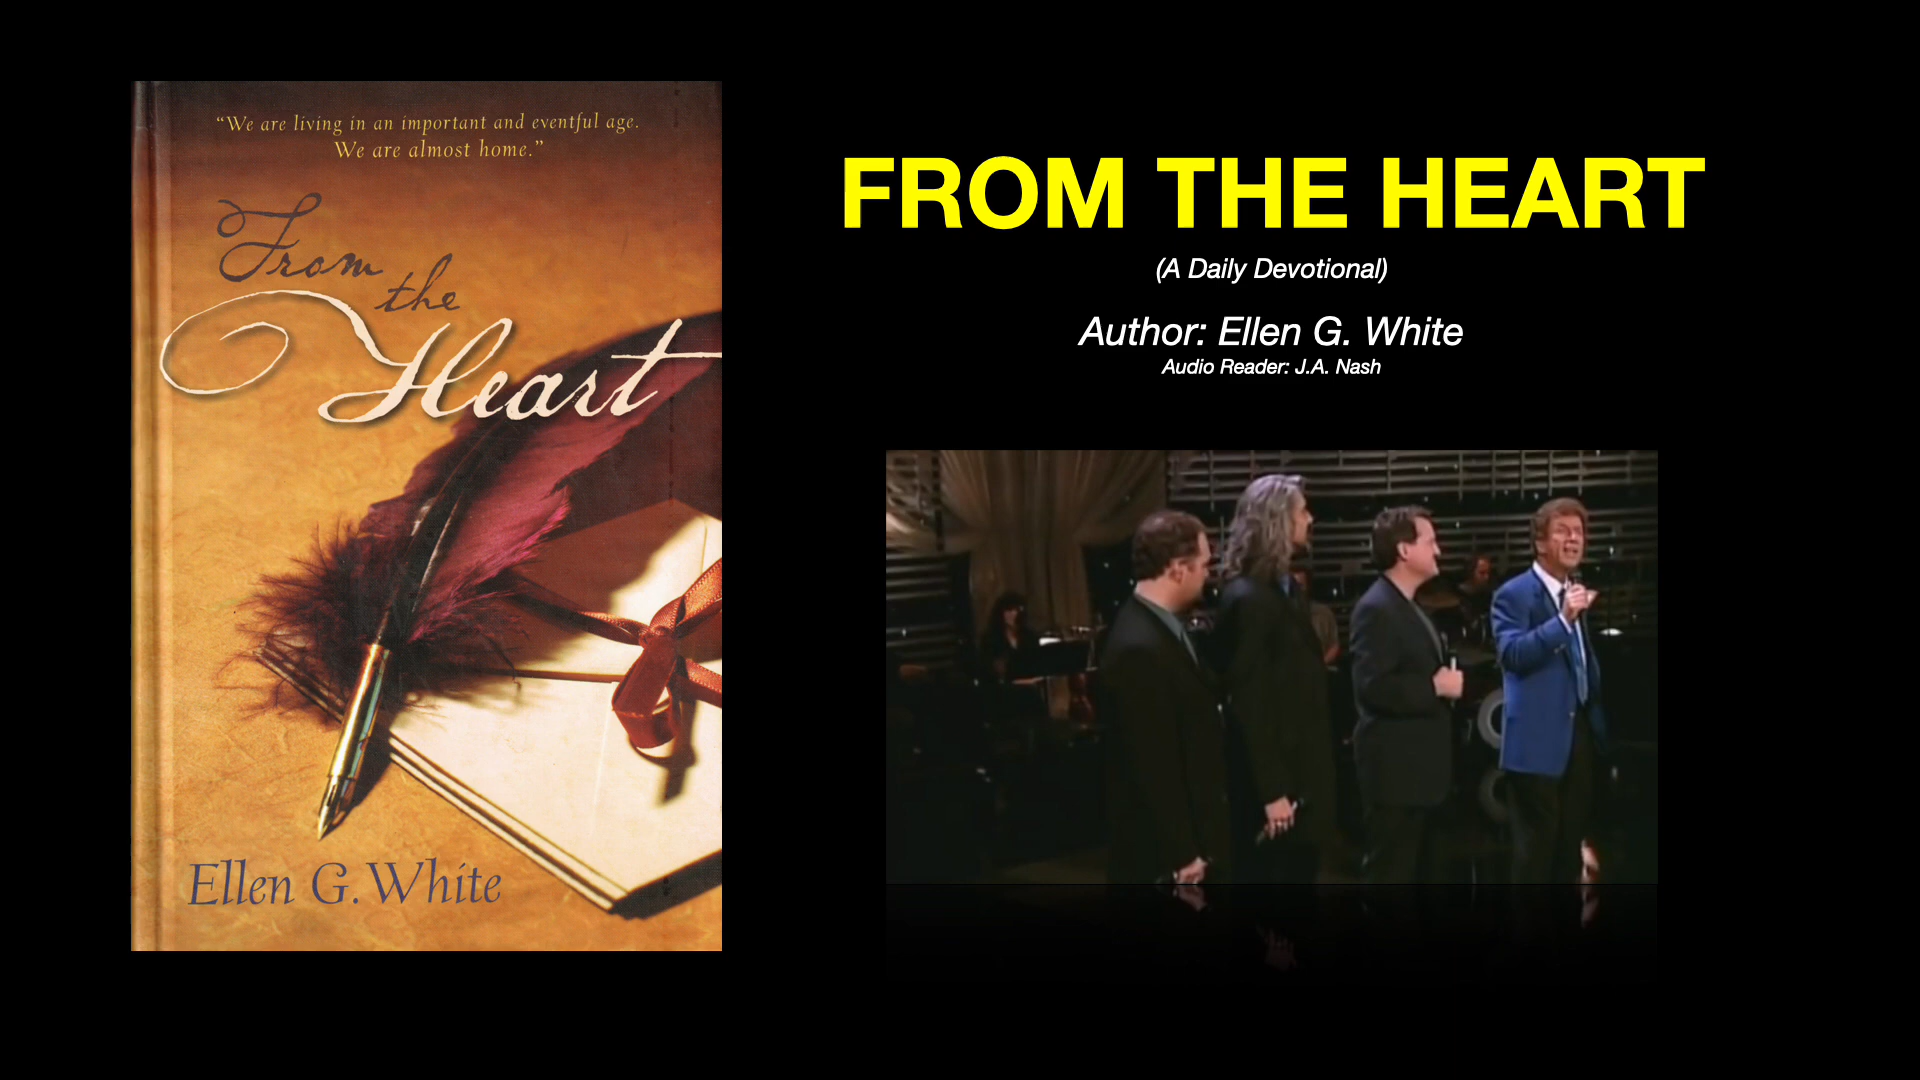 “We are living in an important and eventful age.
We are almost home.”
From
the
Heart
Ellen G. White
FROM THE HEART
(A Daily Devotional)
Author: Ellen G. White
Audio Reader: J.A. Nash